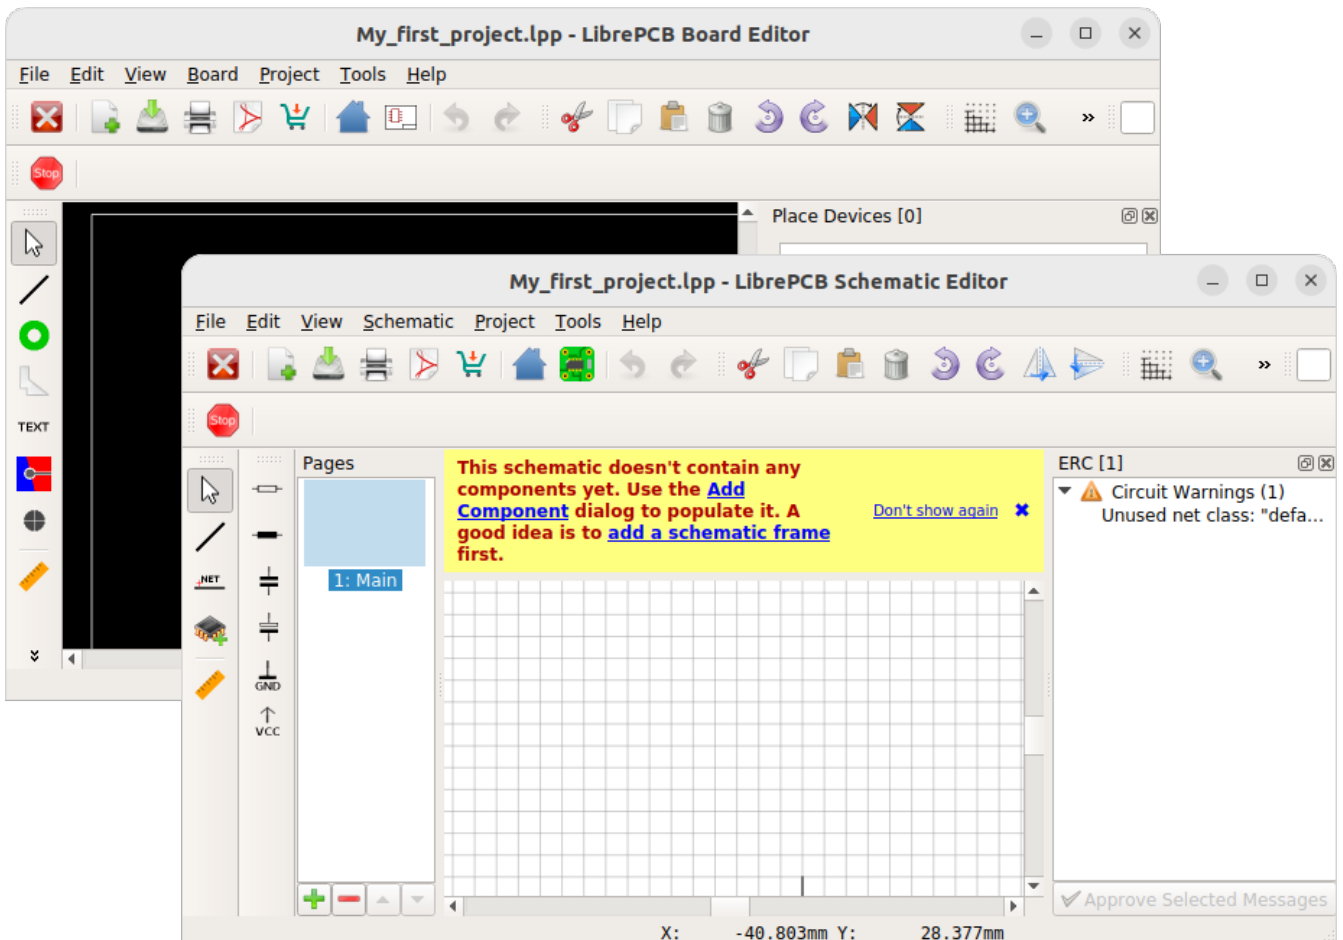 My_first_project.lpp - LibrePCB Board Editor
File Edit View Board Project Tools Help
»
Stop
Place Devices [0]
TEXT
My_first_project.lpp - LibrePCB Schematic Editor
File Edit View Schematic Project Tools Help
»
Stop
Pages
1: Main
NET
GND
VCC
This schematic doesn't contain any
components yet. Use the Add
Component dialog to populate it. A
good idea is to add a schematic frame
first.
Don't show again
ERC [1]
Circuit Warnings (1)
Unused net class: "defa...
Approve Selected Messages
X: -40.803mm Y: 28.377mm